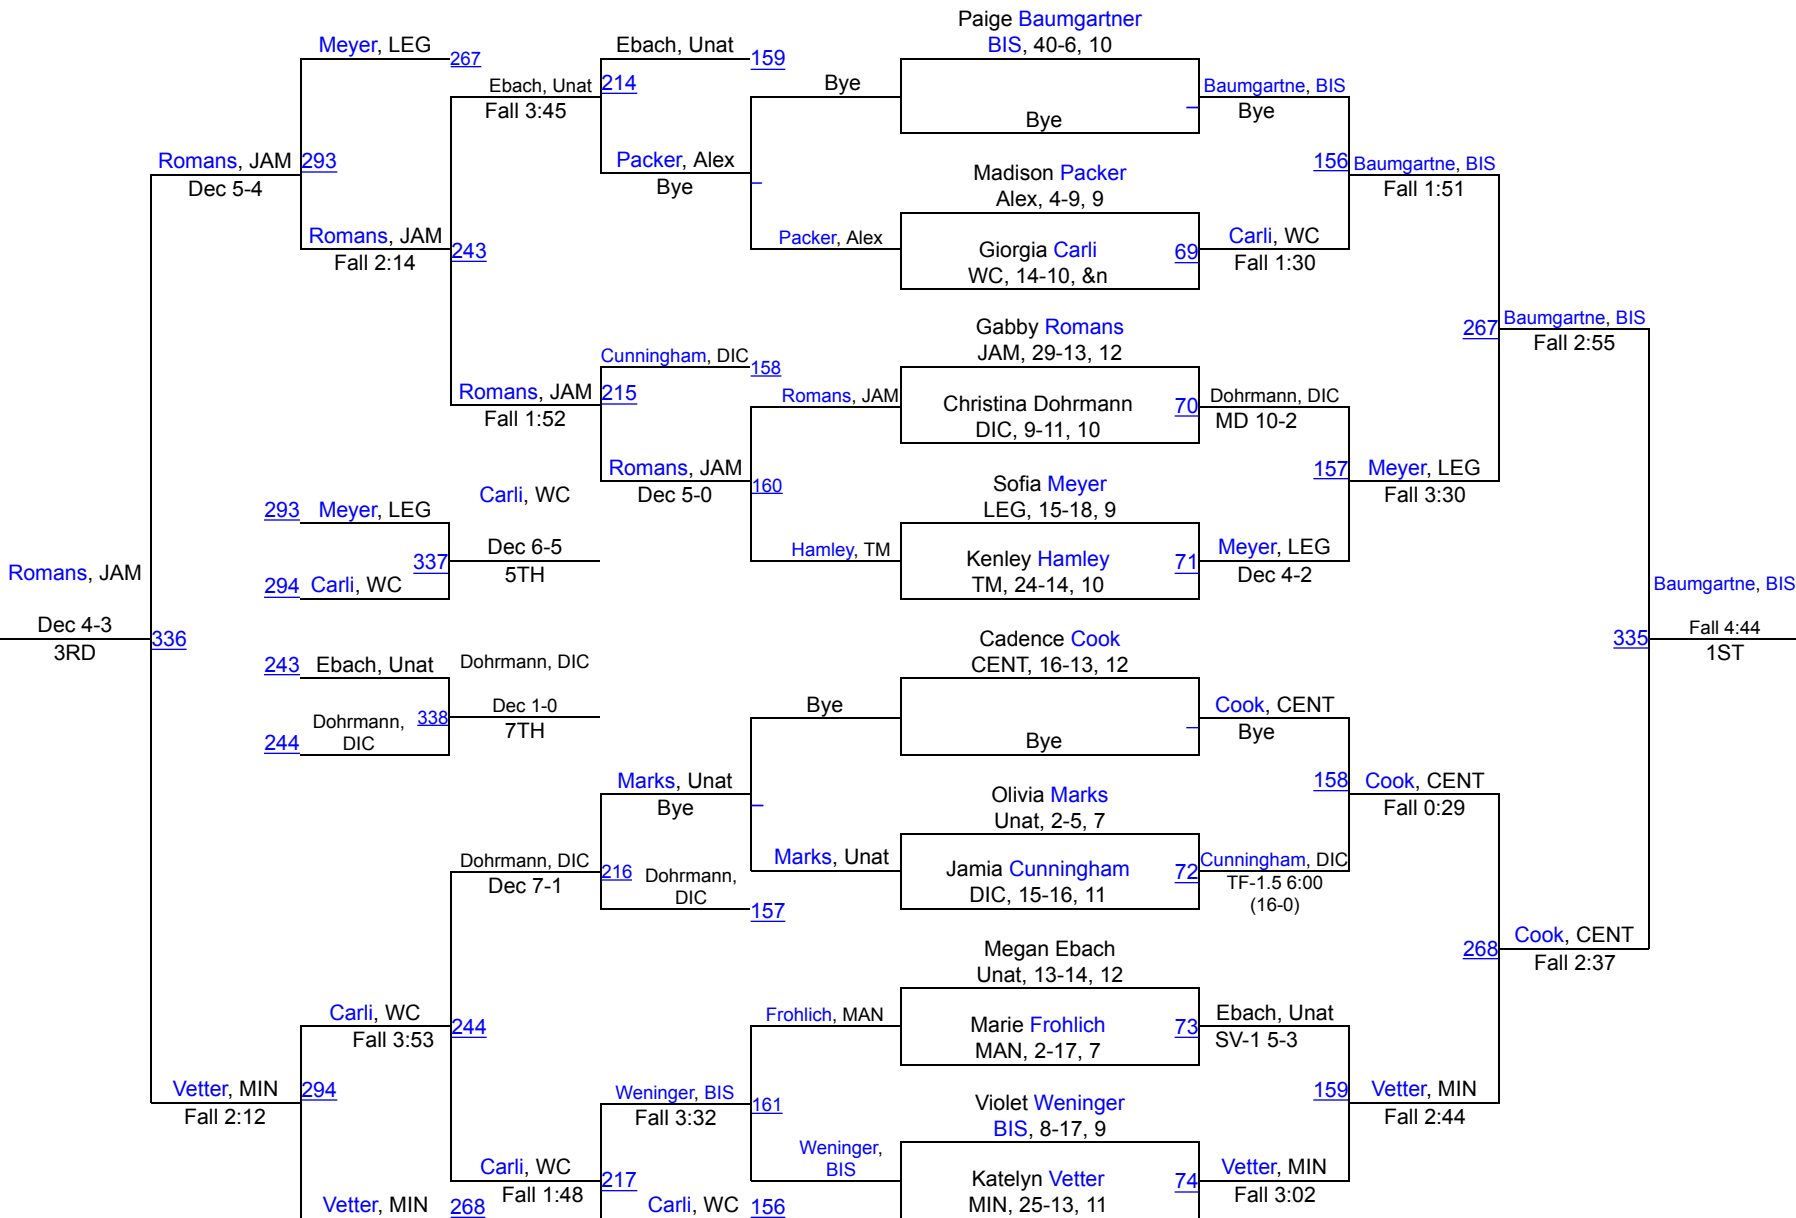 Paige Baumgartner
BIS, 40-6, 10
Bye
Madison Packer
Alex, 4-9, 9
Giorgia Carli
WC, 14-10, &n
Gabby Romans
JAM, 29-13, 12
Christina Dohrmann
DIC, 9-11, 10
Sofia Meyer
LEG, 15-18, 9
Kenley Hamley
TM, 24-14, 10
Cadence Cook
CENT, 16-13, 12
Bye
Olivia Marks
Unat, 2-5, 7
Jamia Cunningham
DIC, 15-16, 11
Megan Ebach
Unat, 13-14, 12
Marie Frohlich
MAN, 2-17, 7
Violet Weninger
BIS, 8-17, 9
Katelyn Vetter
MIN, 25-13, 11
Baumgartne, BIS
Bye
69
Carli, WC
Fall 1:30
70
Dohrmann, DIC
MD 10-2
71
Meyer, LEG
Dec 4-2
Cook, CENT
Bye
72
Cunningham, DIC
TF-1.5 6:00
(16-0)
73
Ebach, Unat
SV-1 5-3
74
Vetter, MIN
Fall 3:02
156
Baumgartne, BIS
Fall 1:51
157
Meyer, LEG
Fall 3:30
158
Cook, CENT
Fall 0:29
159
Vetter, MIN
Fall 2:44
267
Baumgartne, BIS
Fall 2:55
268
Cook, CENT
Fall 2:37
Baumgartne, BIS
335
Fall 4:44
1ST
Bye
Packer, Alex
Romans, JAM
Hamley, TM
Bye
Marks, Unat
Frohlich, MAN
Weninger,
BIS
Ebach, Unat
159
Packer, Alex
Bye
Cunningham, DIC
158
Romans, JAM
Dec 5-0
160
Marks, Unat
Bye
Dohrmann,
DIC
157
Weninger, BIS
Fall 3:32
161
Carli, WC
156
Ebach, Unat
214
Fall 3:45
Romans, JAM
215
Fall 1:52
Dohrmann, DIC
216
Dec 7-1
Carli, WC
217
Fall 1:48
Meyer, LEG
267
Romans, JAM
243
Fall 2:14
Carli, WC
244
Fall 3:53
Vetter, MIN
268
Romans, JAM
293
Dec 5-4
Vetter, MIN
294
Fall 2:12
Romans, JAM
Dec 4-3
336
3RD
293
Meyer, LEG
Carli, WC
337
Dec 6-5
5TH
294
Carli, WC
243
Ebach, Unat
Dohrmann, DIC
338
Dec 1-0
7TH
244
Dohrmann,
DIC